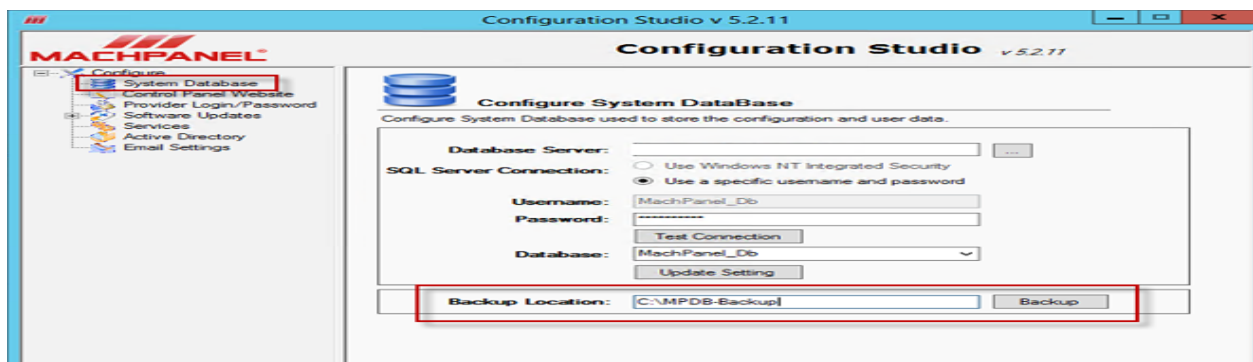 Configuration Studio v 5.2.11
MACHPANEL
Configuration Studio v 5.2.11
Configure
System Database
Control Panel Website
Provider Login/Password
Software Updates
Services
Active Directory
Email Settings
Configure System DataBase
Configure System Database used to store the configuration and user data.
Database Server: ...
SQL Server Connection: Use Windows NT Integrated Security
Use a specific username and password
Username: MachPanel_Db
Password: **********
Test Connection
Database: MachPanel_Db
Update Setting
Backup Location: C:\MPDB-Backup Backup